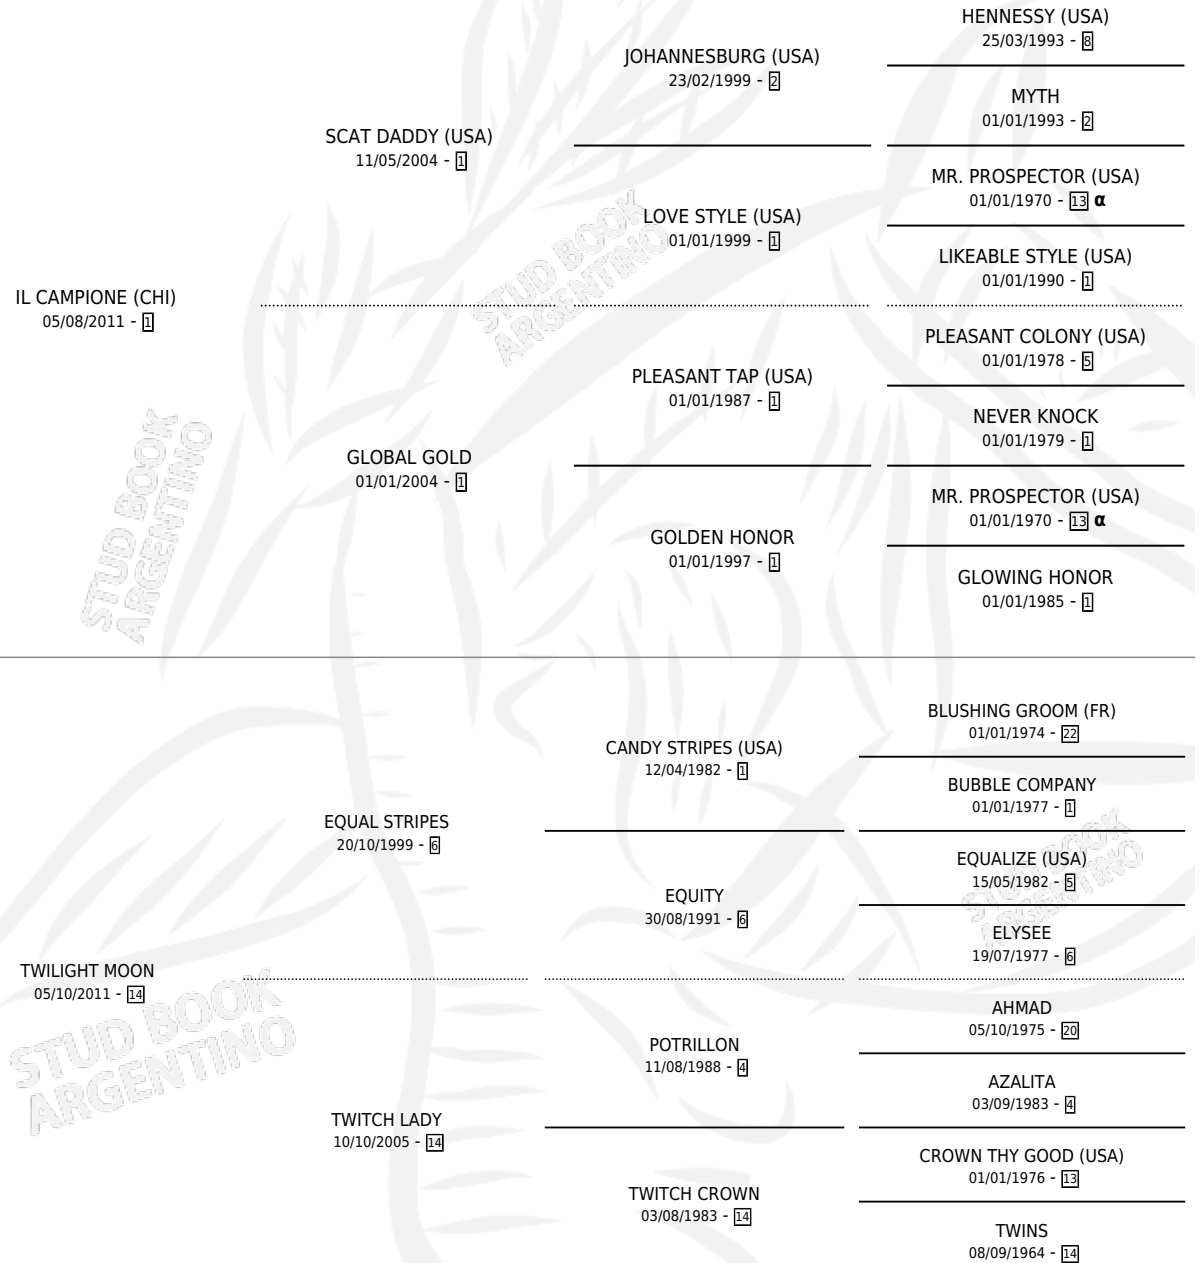 HENNESSY (USA)
25/03/1993 - 8
JOHANNESBURG (USA)
23/02/1999 - 2
MYTH
01/01/1993 - 2
SCAT DADDY (USA)
11/05/2004 - 1
MR. PROSPECTOR (USA)
01/01/1970 - 13 α
LOVE STYLE (USA)
01/01/1999 - 1
LIKEABLE STYLE (USA)
01/01/1990 - 1
IL CAMPIONE (CHI)
05/08/2011 - 1
PLEASANT COLONY (USA)
01/01/1978 - 5
PLEASANT TAP (USA)
01/01/1987 - 1
NEVER KNOCK
01/01/1979 - 1
GLOBAL GOLD
01/01/2004 - 1
MR. PROSPECTOR (USA)
01/01/1970 - 13 α
GOLDEN HONOR
01/01/1997 - 1
GLOWING HONOR
01/01/1985 - 1
BLUSHING GROOM (FR)
01/01/1974 - 22
CANDY STRIPES (USA)
12/04/1982 - 1
BUBBLE COMPANY
01/01/1977 - 1
EQUAL STRIPES
20/10/1999 - 6
EQUALIZE (USA)
15/05/1982 - 5
EQUITY
30/08/1991 - 6
ELYSEE
19/07/1977 - 6
TWILIGHT MOON
05/10/2011 - 14
AHMAD
05/10/1975 - 20
POTRILLON
11/08/1988 - 4
AZALITA
03/09/1983 - 4
TWITCH LADY
10/10/2005 - 14
CROWN THY GOOD (USA)
01/01/1976 - 13
TWITCH CROWN
03/08/1983 - 14
TWINS
08/09/1964 - 14
STUD BOOK
ARGENTINO
STUD BOOK
ARGENTINO
STUD BOOK
ARGENTINO
STUD BOOK
ARGENTINO